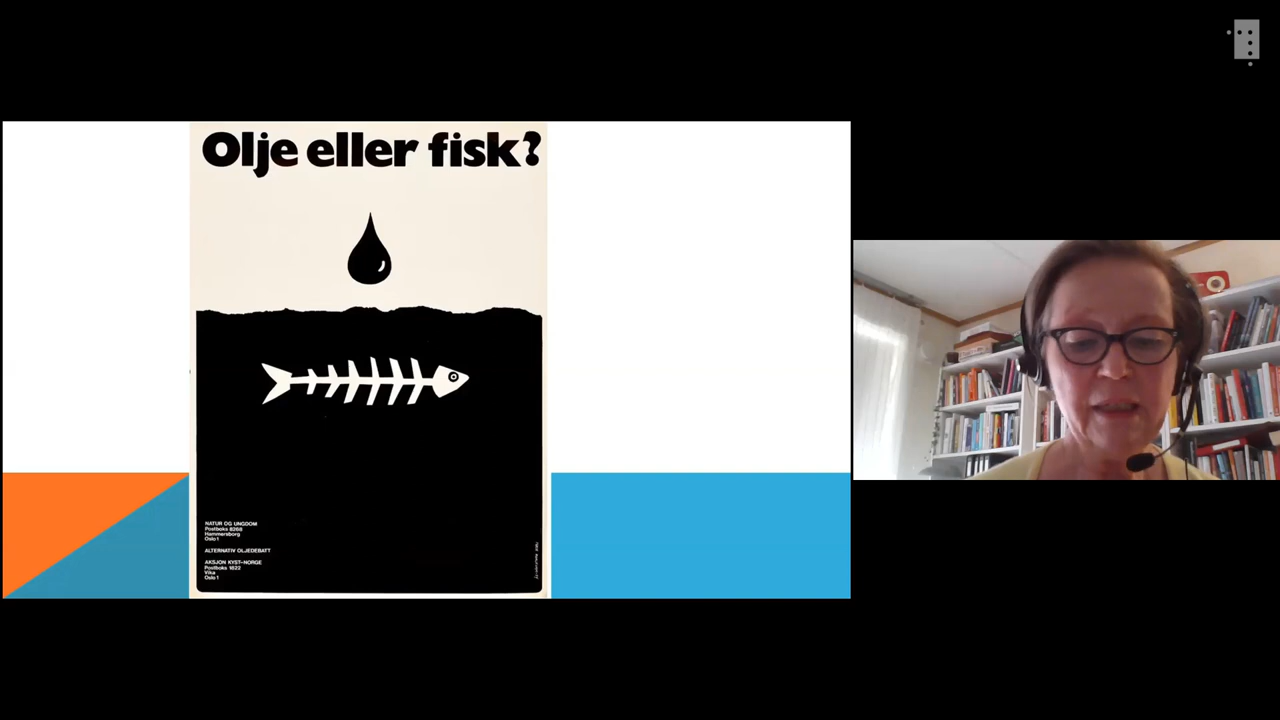 Olje eller fisk?
NATUR OG UNGDOM
Postboks 8268
Hammersborg
Oslo 1
ALTERNATIV OLJEDEBATT
AKSJON KYST-NORGE
Postboks 1622
Vika
Oslo 1